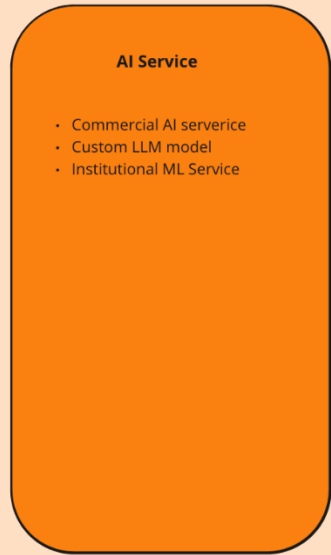 AI Service
• Commercial AI serverice
• Custom LLM model
• Institutional ML Service